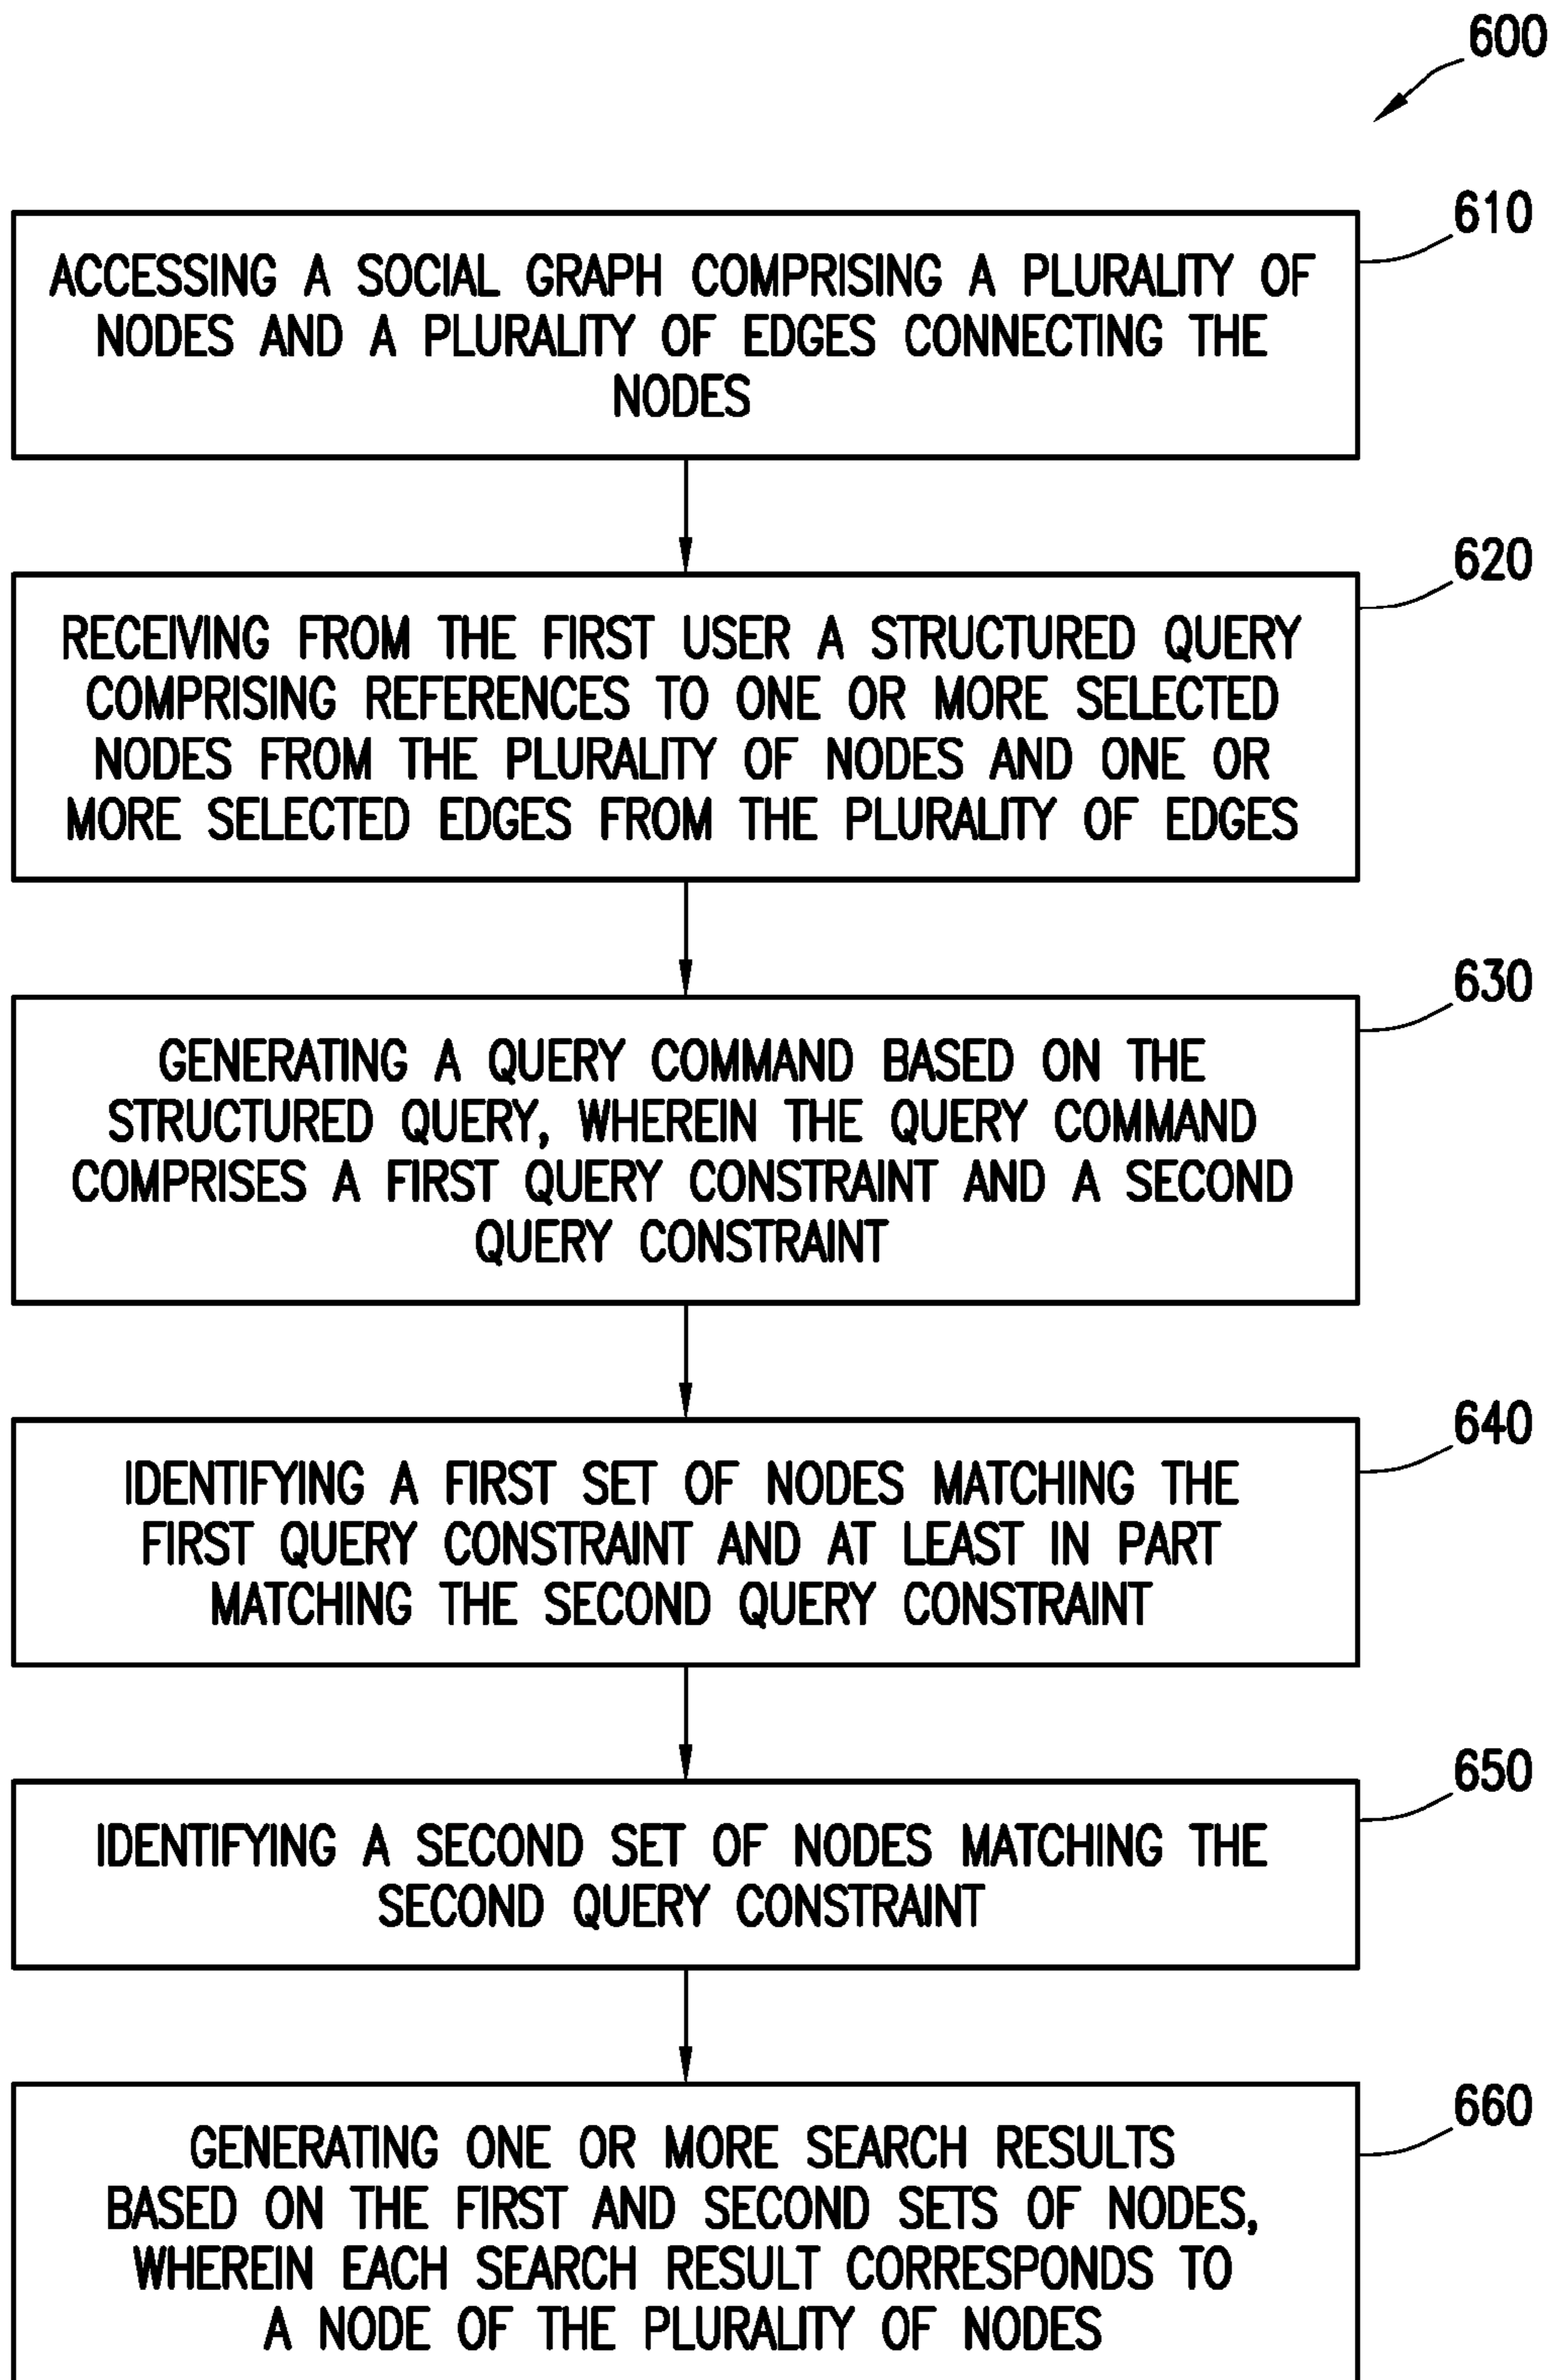 600
610
ACCESSING A SOCIAL GRAPH COMPRISING A PLURALITY OF
NODES AND A PLURALITY OF EDGES CONNECTING THE
NODES
620
RECEIVING FROM THE FIRST USER A STRUCTURED QUERY
COMPRISING REFERENCES TO ONE OR MORE SELECTED
NODES FROM THE PLURALITY OF NODES AND ONE OR
MORE SELECTED EDGES FROM THE PLURALITY OF EDGES
630
GENERATING A QUERY COMMAND BASED ON THE
STRUCTURED QUERY, WHEREIN THE QUERY COMMAND
COMPRISES A FIRST QUERY CONSTRAINT AND A SECOND
QUERY CONSTRAINT
640
IDENTIFYING A FIRST SET OF NODES MATCHING THE
FIRST QUERY CONSTRAINT AND AT LEAST IN PART
MATCHING THE SECOND QUERY CONSTRAINT
650
IDENTIFYING A SECOND SET OF NODES MATCHING THE
SECOND QUERY CONSTRAINT
660
GENERATING ONE OR MORE SEARCH RESULTS
BASED ON THE FIRST AND SECOND SETS OF NODES,
WHEREIN EACH SEARCH RESULT CORRESPONDS TO
A NODE OF THE PLURALITY OF NODES